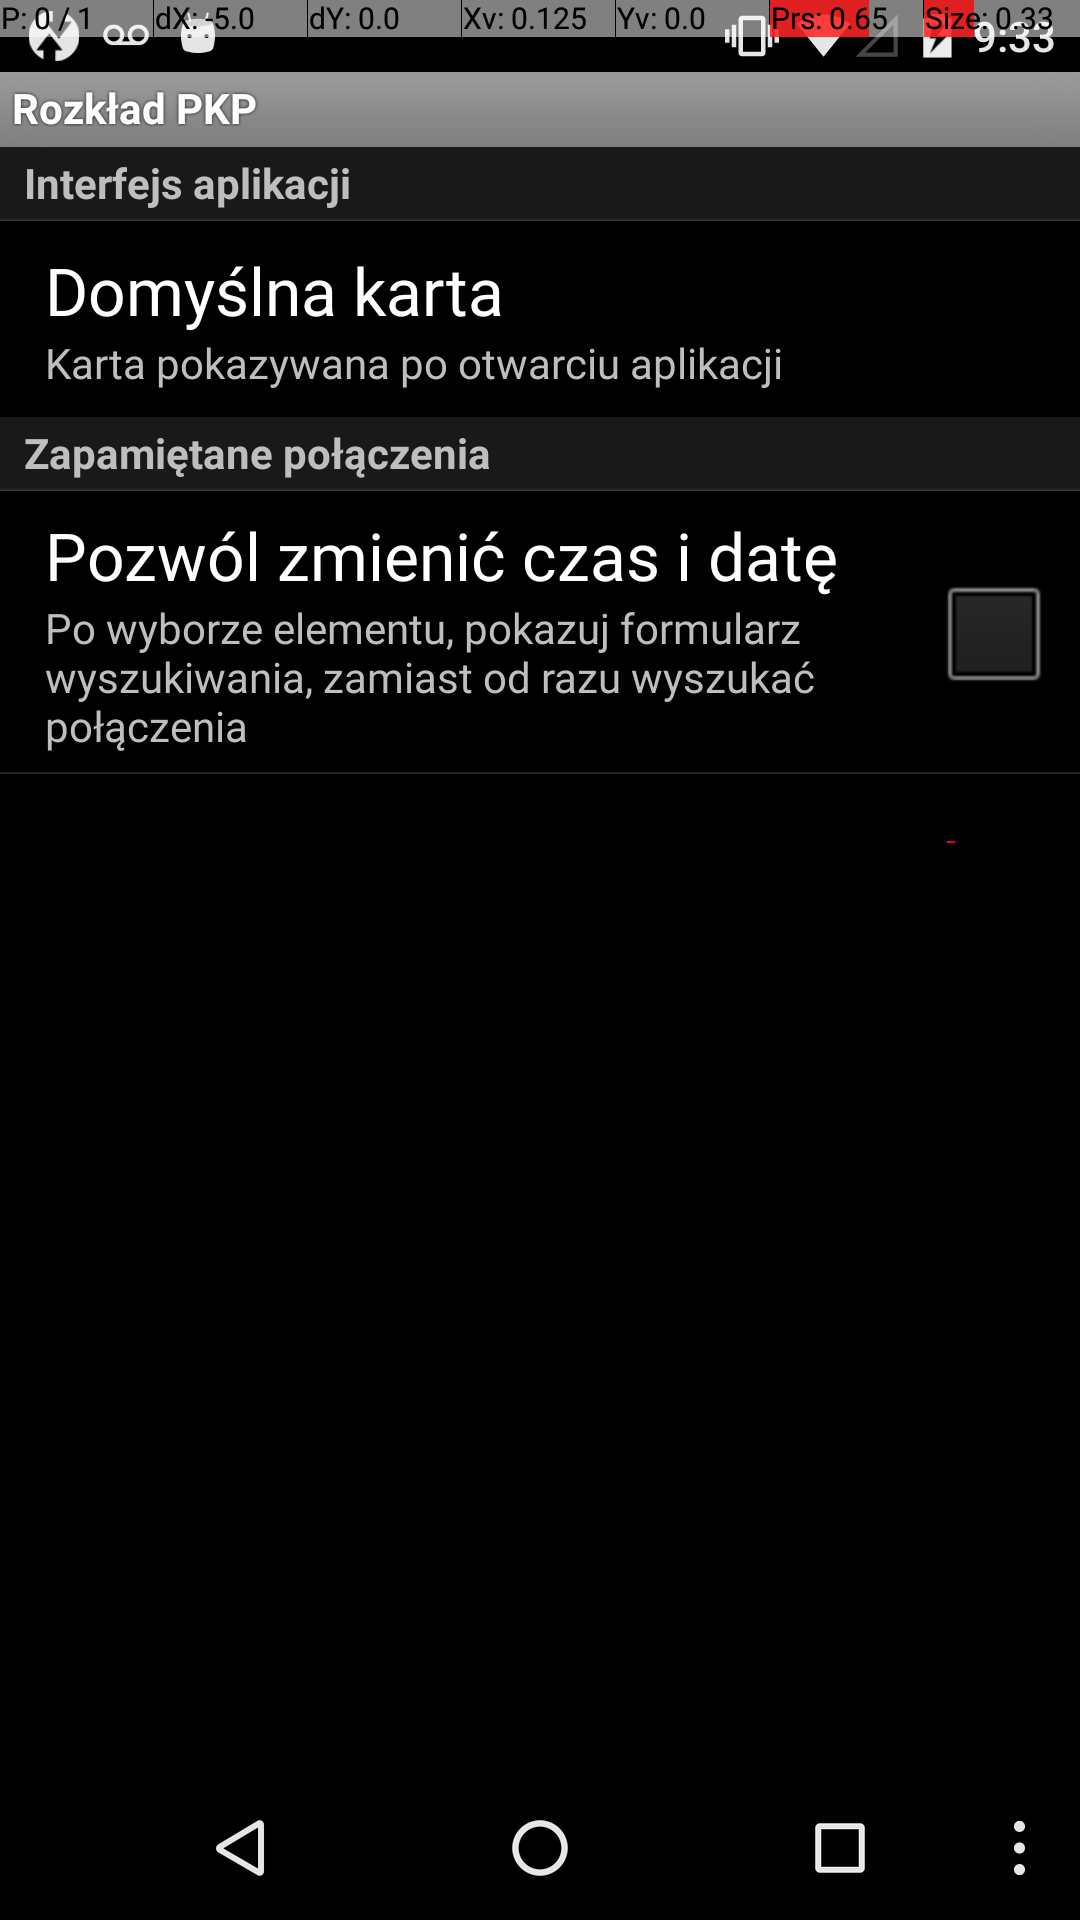 P: 0 / 1 dX: -5.0 dY: 0.0 Xv: 0.125 Yv: 0.0 Prs: 0.65 Size: 0.33
9:33
Rozkład PKP
Interfejs aplikacji
Domyślna karta
Karta pokazywana po otwarciu aplikacji
Zapamiętane połączenia
Pozwól zmienić czas i datę
Po wyborze elementu, pokazuj formularz
wyszukiwania, zamiast od razu wyszukać
połączenia